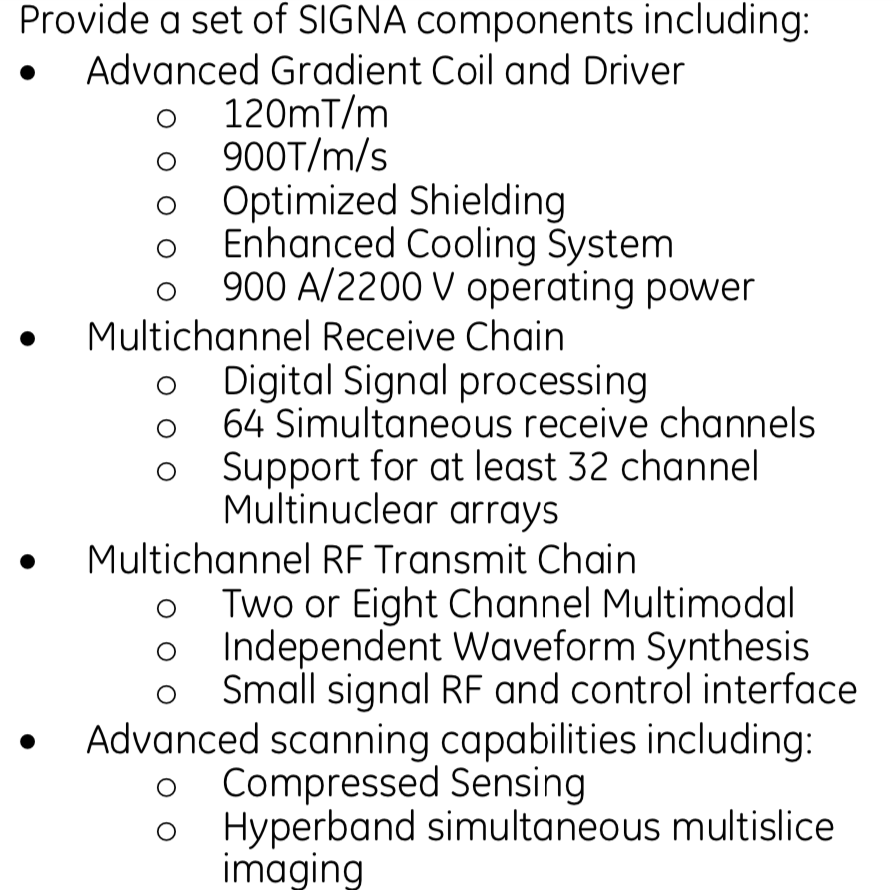 Provide a set of SIGNA components including:
• Advanced Gradient Coil and Driver
o 120mT/m
o 900T/m/s
o Optimized Shielding
o Enhanced Cooling System
o 900 A/2200 V operating power
• Multichannel Receive Chain
o Digital Signal processing
o 64 Simultaneous receive channels
o Support for at least 32 channel
Multinuclear arrays
• Multichannel RF Transmit Chain
o Two or Eight Channel Multimodal
o Independent Waveform Synthesis
o Small signal RF and control interface
• Advanced scanning capabilities including:
o Compressed Sensing
o Hyperband simultaneous multislice
imaging